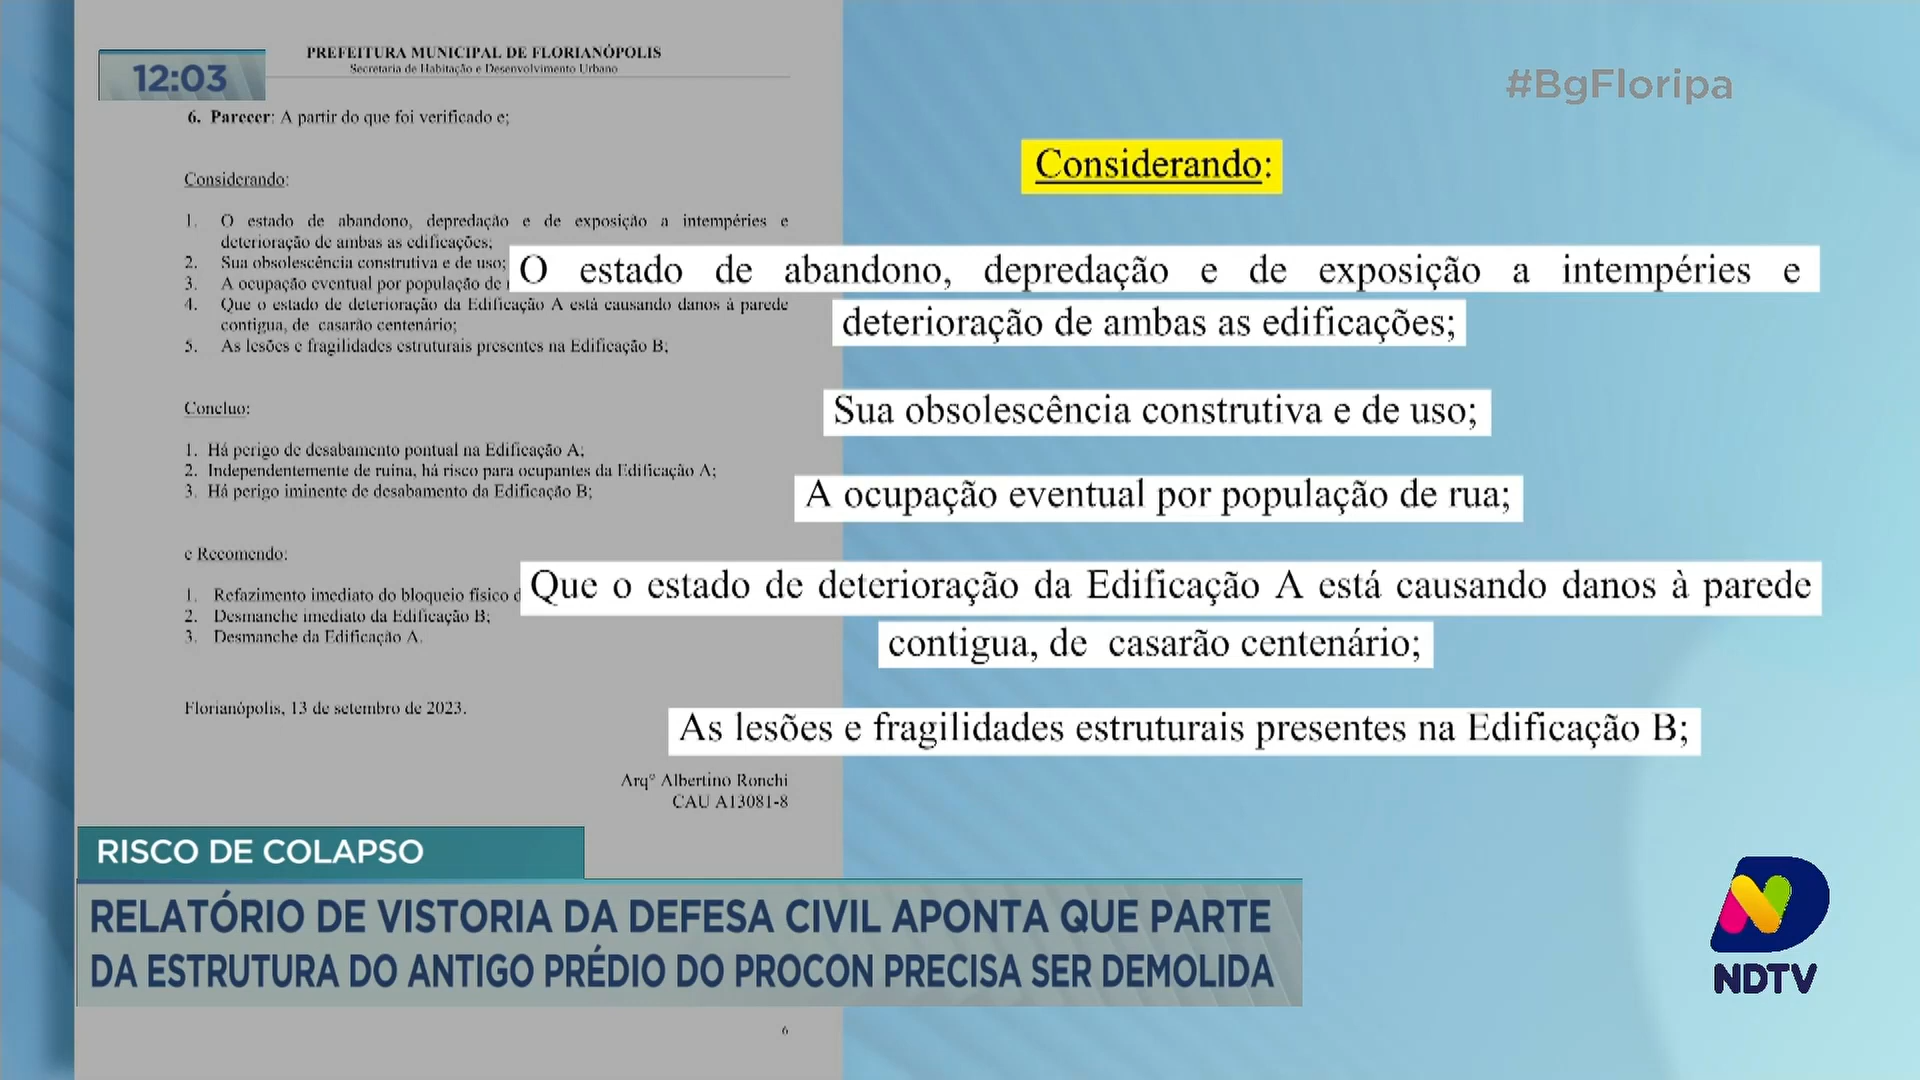 12:03
PREFEITURA MUNICIPAL DE FLORIANÓPOLIS
Secretaria de Habitação e Desenvolvimento Urbano
6. Parecer: A partir do que foi verificado e;
Considerando:
1. O estado de abandono, depredação e de exposição a intempéries e
deterioração de ambas as edificações;
2. Sua obsolescência construtiva e de uso;
3. A ocupação eventual por população de
4. Que o estado de deterioração da Edificação A está causando danos à parede
contigua, de casarão centenário;
5. As lesões e fragilidades estruturais presentes na Edificação B;
Concluo:
1. Há perigo de desabamento pontual na Edificação A;
2. Independentemente de ruina, há risco para ocupantes da Edificação A;
3. Há perigo iminente de desabamento da Edificação B;
e Recomendo:
1. Refazimento imediato do bloqueio físico
2. Desmanche imediato da Edificação B;
3. Desmanche da Edificação A.
Florianópolis, 13 de setembro de 2023.
Arqº Albertino Ronchi
CAU A13081-8
6
#BgFloripa
Considerando:
O estado de abandono, depredação e de exposição a intempéries e
deterioração de ambas as edificações;
Sua obsolescência construtiva e de uso;
A ocupação eventual por população de rua;
Que o estado de deterioração da Edificação A está causando danos à parede
contigua, de casarão centenário;
As lesões e fragilidades estruturais presentes na Edificação B;
RISCO DE COLAPSO
RELATÓRIO DE VISTORIA DA DEFESA CIVIL APONTA QUE PARTE
DA ESTRUTURA DO ANTIGO PRÉDIO DO PROCON PRECISA SER DEMOLIDA
NDTV